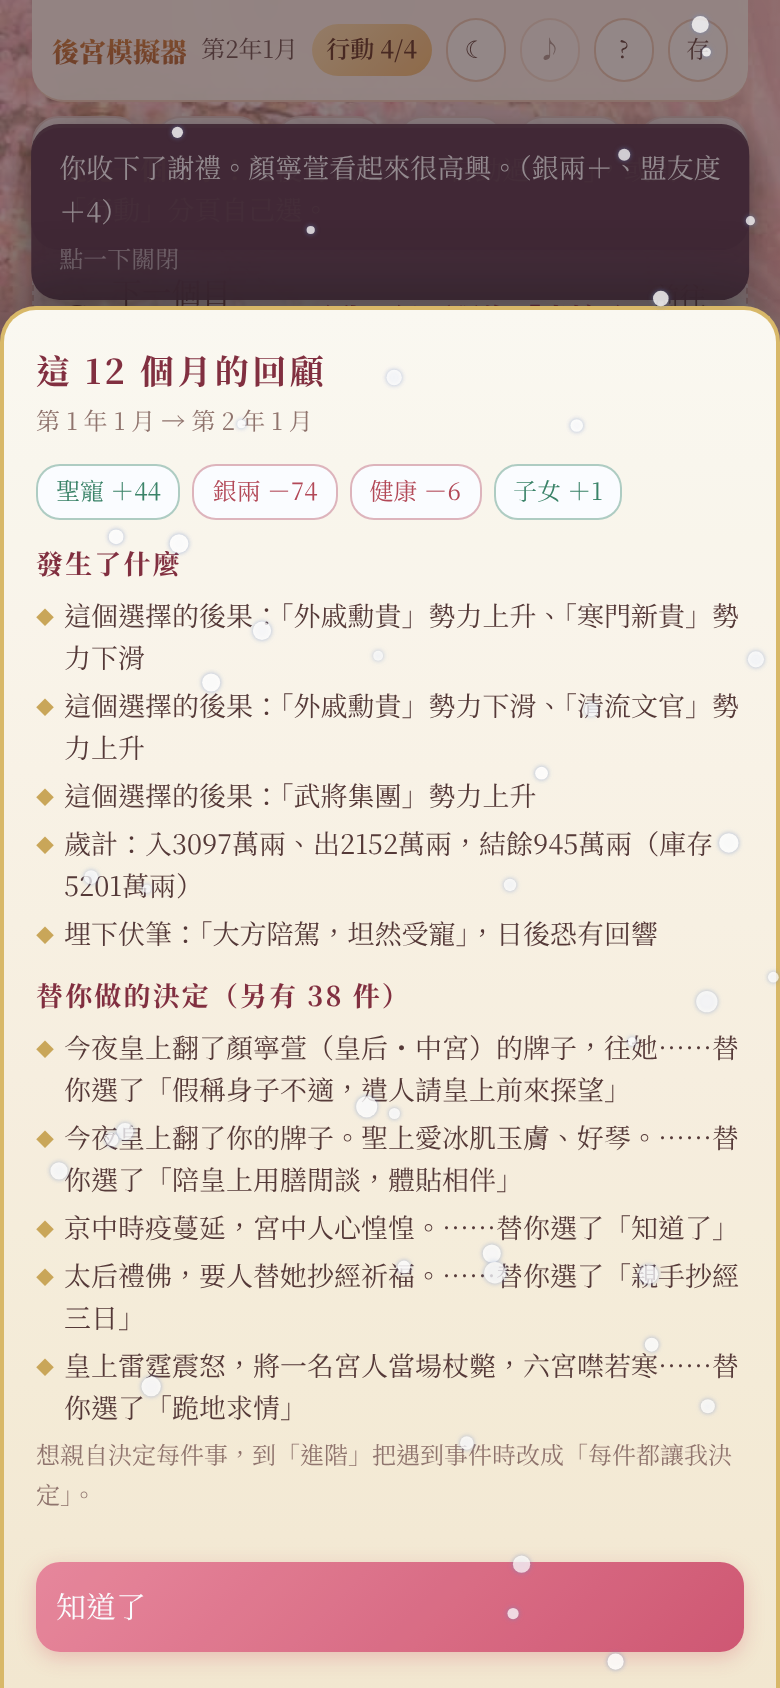 後宮模擬器 第2年1月 行動 4/4 ☾ ♪ ? 存
你收下了謝禮。顏寧萱看起來很高興。（銀兩＋、盟友度
＋4）
點一下關閉
這 12 個月的回顧
第1年1月 → 第2年1月
聖寵 ＋44 銀兩 －74 健康 －6 子女 ＋1
發生了什麼
◆ 這個選擇的後果：「外戚勳貴」勢力上升、「寒門新貴」勢
力下滑
◆ 這個選擇的後果：「外戚勳貴」勢力下滑、「清流文官」勢
力上升
◆ 這個選擇的後果：「武將集團」勢力上升
◆ 歲計：入3097萬兩、出2152萬兩，結餘945萬兩（庫存
5201萬兩）
◆ 埋下伏筆：「大方陪駕，坦然受寵」，日後恐有回響
替你做的決定（另有 38 件）
◆ 今夜皇上翻了顏寧萱（皇后・中宮）的牌子，往她⋯⋯替
你選了「假稱身子不適，遣人請皇上前來探望」
◆ 今夜皇上翻了你的牌子。聖上愛冰肌玉膚、好琴。⋯⋯替
你選了「陪皇上用膳閒談，體貼相伴」
◆ 京中時疫蔓延，宮中人心惶惶。⋯⋯替你選了「知道了」
◆ 太后禮佛，要人替她抄經祈福。⋯⋯替你選了「親手抄經
三日」
◆ 皇上雷霆震怒，將一名宮人當場杖斃，六宮噤若寒⋯⋯替
你選了「跪地求情」
想親自決定每件事，到「進階」把遇到事件時改成「每件都讓我決
定」。
知道了